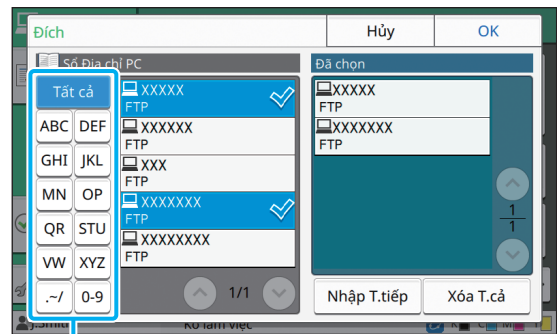 Đích
Hủy
OK
Sổ Địa chỉ PC
Đã chọn
Tất cả
ABC DEF
GHI JKL
MN OP
QR STU
VW XYZ
.~/ 0-9
XXXXX
FTP
XXXXXX
FTP
XXX
FTP
XXXXXXX
FTP
XXXXXXXX
FTP
1/1
XXXXX
FTP
XXXXXXX
FTP
1
1
Nhập T.tiếp
Xóa T.cả
J.Smith
Ko làm việc
K C M